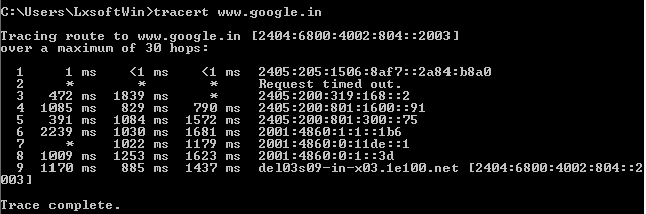 C:\Users\LxsoftWin>tracert www.google.in
Tracing route to www.google.in [2404:6800:4002:804::2003]
over a maximum of 30 hops:
1 1 ms <1 ms <1 ms 2405:205:1506:8af7::2a84:b8a0
2 * * * Request timed out.
3 472 ms 1839 ms * 2405:200:319:168::2
4 1085 ms 829 ms 790 ms 2405:200:801:1600::91
5 391 ms 1084 ms 1572 ms 2405:200:801:300::75
6 2239 ms 1030 ms 1681 ms 2001:4860:1:1::1b6
7 * 1022 ms 1179 ms 2001:4860:0:11de::1
8 1009 ms 1253 ms 1623 ms 2001:4860:0:1::3d
9 1170 ms 885 ms 1437 ms del03s09-in-x03.1e100.net [2404:6800:4002:804::2
003]
Trace complete.